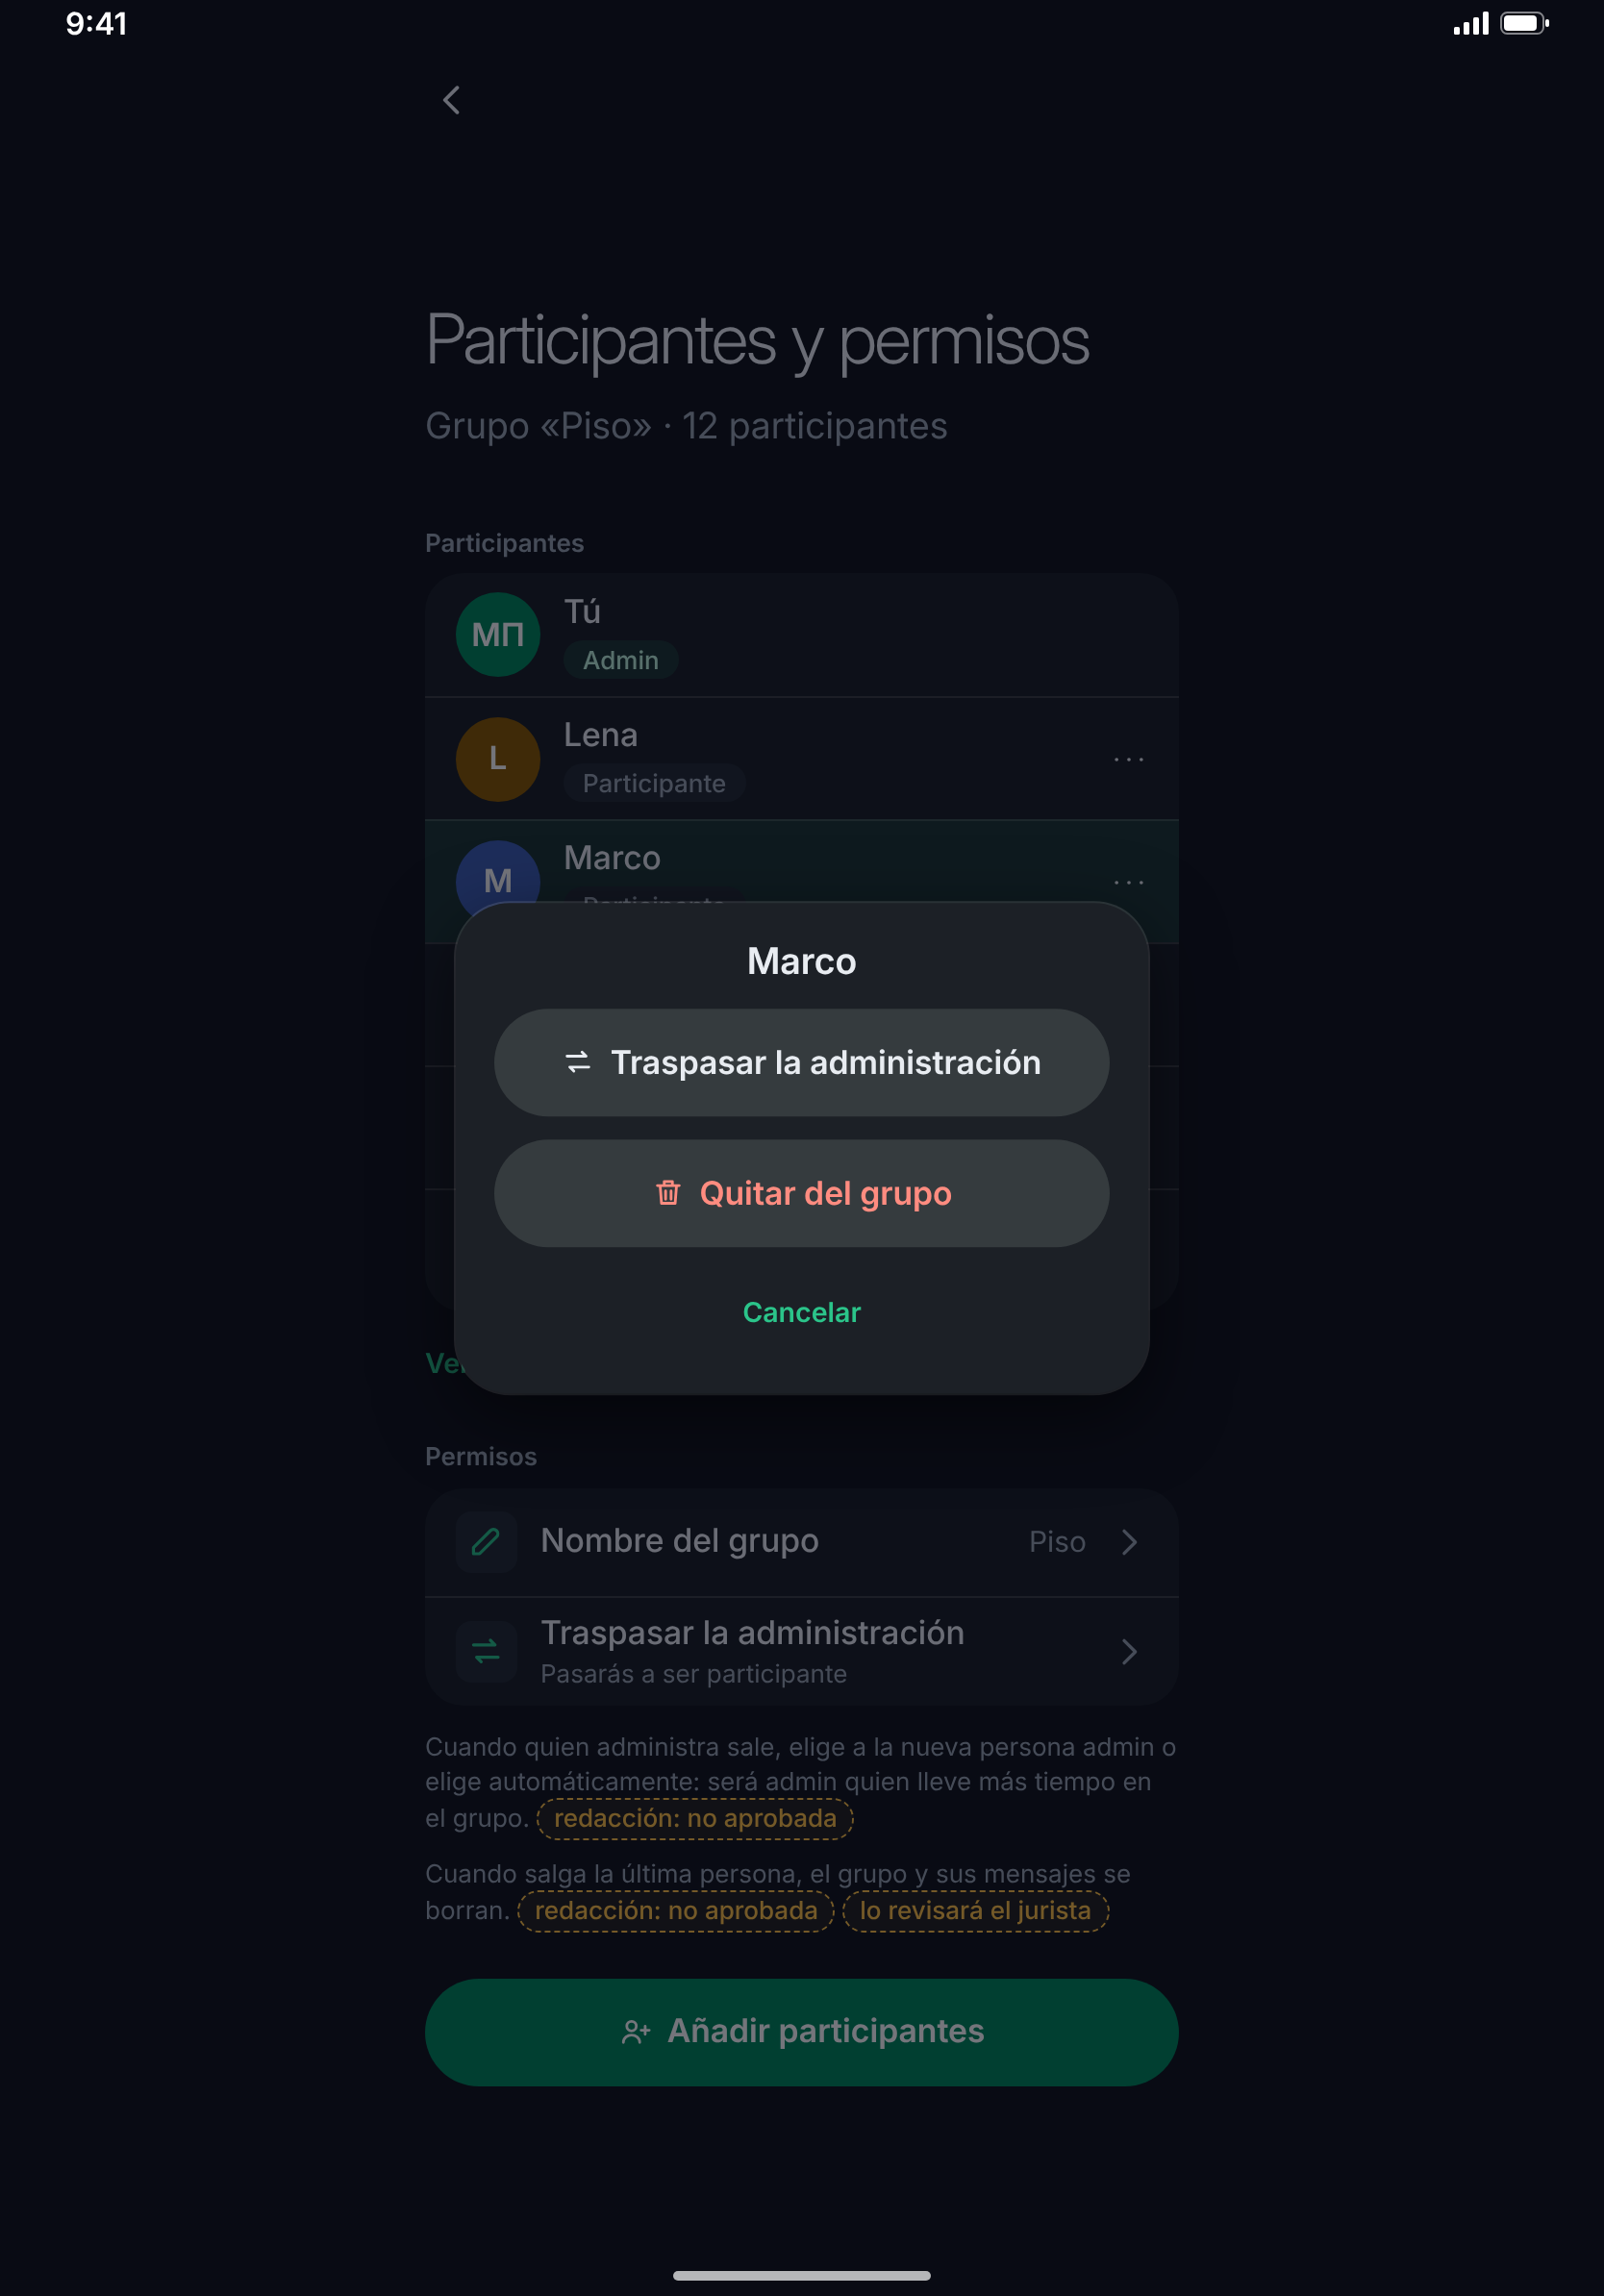 9:41
Participantes y permisos
Grupo «Piso» · 12 participantes
Participantes
МП
Tú
Admin
L
Lena
Participante
···
M
Marco
···
Marco
Traspasar la administración
Quitar del grupo
Cancelar
Permisos
Nombre del grupo
Piso
Traspasar la administración
Pasarás a ser participante
Cuando quien administra sale, elige a la nueva persona admin o
elige automáticamente: será admin quien lleve más tiempo en
el grupo. redacción: no aprobada
Cuando salga la última persona, el grupo y sus mensajes se
borran. redacción: no aprobada lo revisará el jurista
Añadir participantes